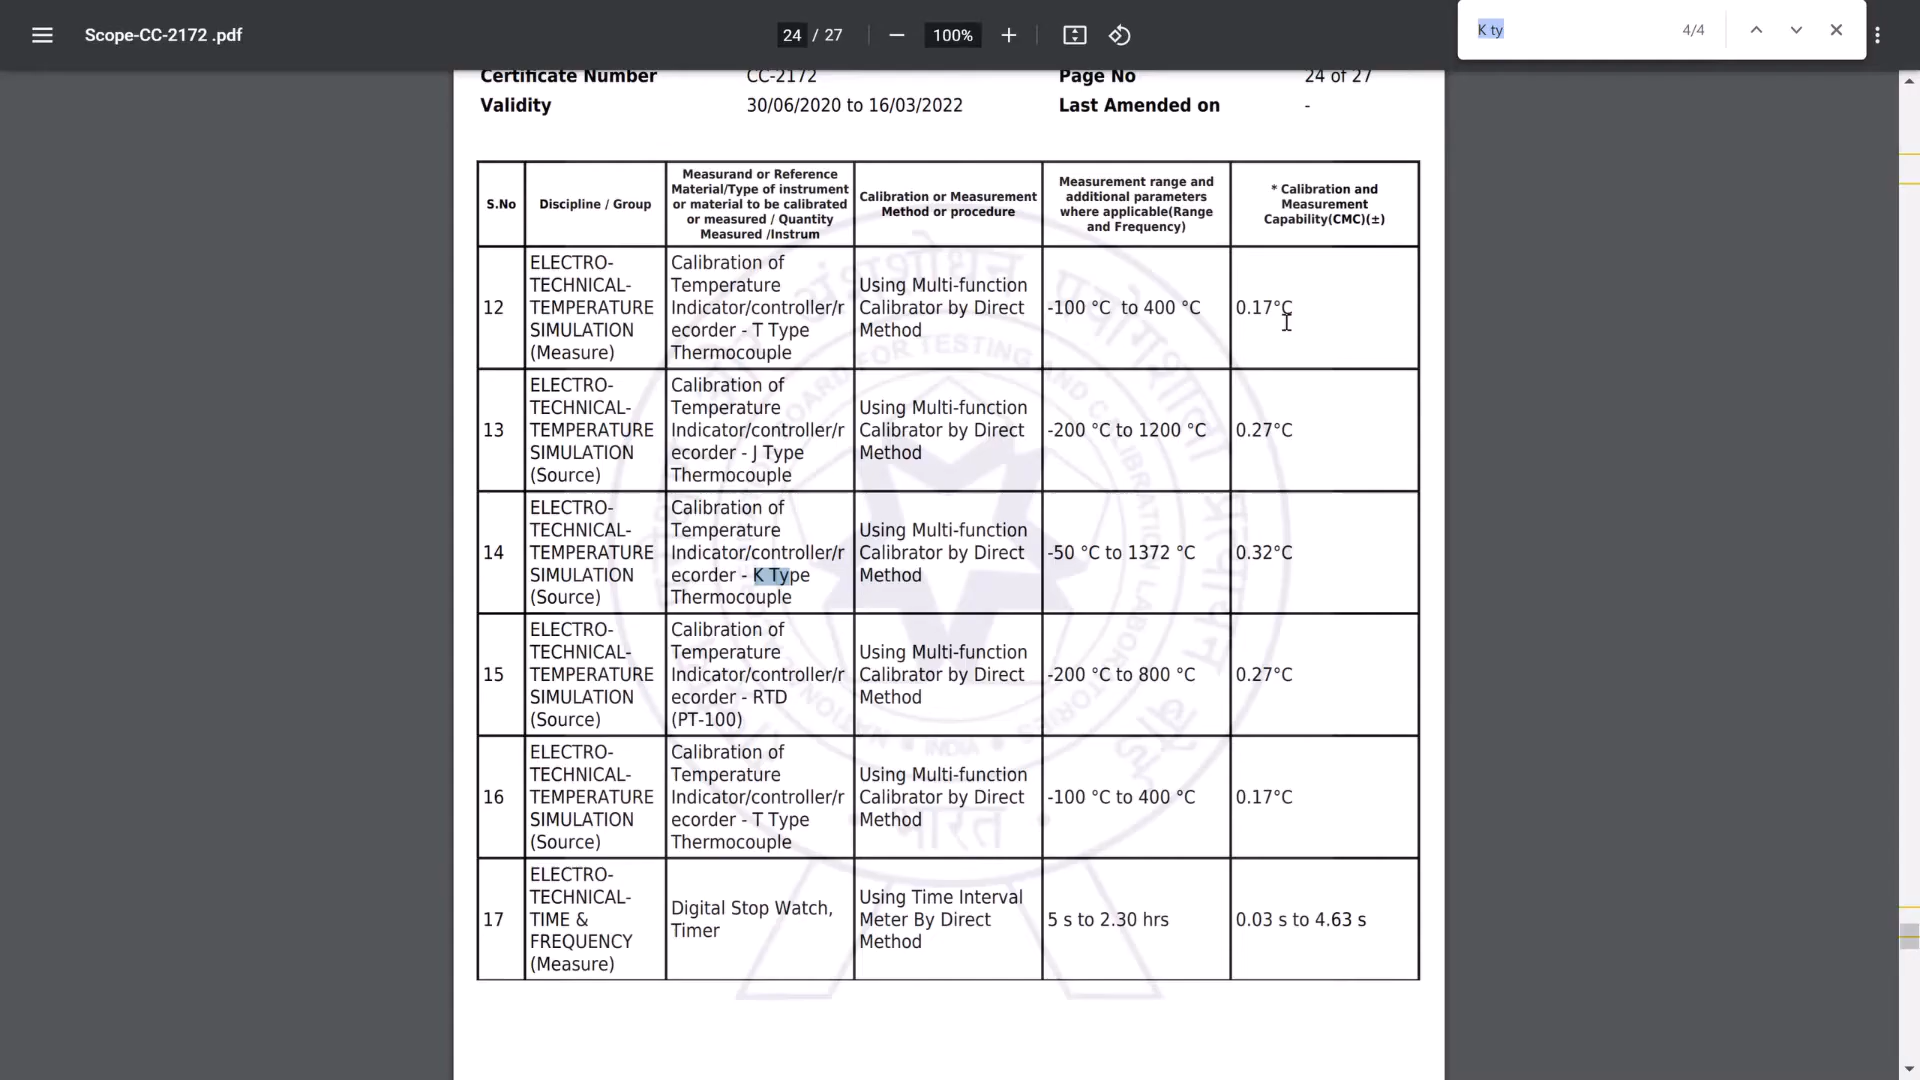 Scope-CC-2172 .pdf
24 / 27
100%
K ty
4/4
Certificate Number CC-2172 Page No 24 of 27
Validity 30/06/2020 to 16/03/2022 Last Amended on -
S.No
Discipline / Group
Measurand or Reference
Material/Type of instrument
or material to be calibrated
or measured / Quantity
Measured /Instrum
Calibration or Measurement
Method or procedure
Measurement range and
additional parameters
where applicable(Range
and Frequency)
* Calibration and
Measurement
Capability(CMC)(±)
12
ELECTRO-
TECHNICAL-
TEMPERATURE
SIMULATION
(Measure)
Calibration of
Temperature
Indicator/controller/r
ecorder - T Type
Thermocouple
Using Multi-function
Calibrator by Direct
Method
-100 °C to 400 °C
0.17°C
13
ELECTRO-
TECHNICAL-
TEMPERATURE
SIMULATION
(Source)
Calibration of
Temperature
Indicator/controller/r
ecorder - J Type
Thermocouple
Using Multi-function
Calibrator by Direct
Method
-200 °C to 1200 °C
0.27°C
14
ELECTRO-
TECHNICAL-
TEMPERATURE
SIMULATION
(Source)
Calibration of
Temperature
Indicator/controller/r
ecorder - K Type
Thermocouple
Using Multi-function
Calibrator by Direct
Method
-50 °C to 1372 °C
0.32°C
15
ELECTRO-
TECHNICAL-
TEMPERATURE
SIMULATION
(Source)
Calibration of
Temperature
Indicator/controller/r
ecorder - RTD
(PT-100)
Using Multi-function
Calibrator by Direct
Method
-200 °C to 800 °C
0.27°C
16
ELECTRO-
TECHNICAL-
TEMPERATURE
SIMULATION
(Source)
Calibration of
Temperature
Indicator/controller/r
ecorder - T Type
Thermocouple
Using Multi-function
Calibrator by Direct
Method
-100 °C to 400 °C
0.17°C
17
ELECTRO-
TECHNICAL-
TIME &
FREQUENCY
(Measure)
Digital Stop Watch,
Timer
Using Time Interval
Meter By Direct
Method
5 s to 2.30 hrs
0.03 s to 4.63 s
BOARD FOR TESTING AND CALIBRATION LABORATORIES
INDIA
भारत